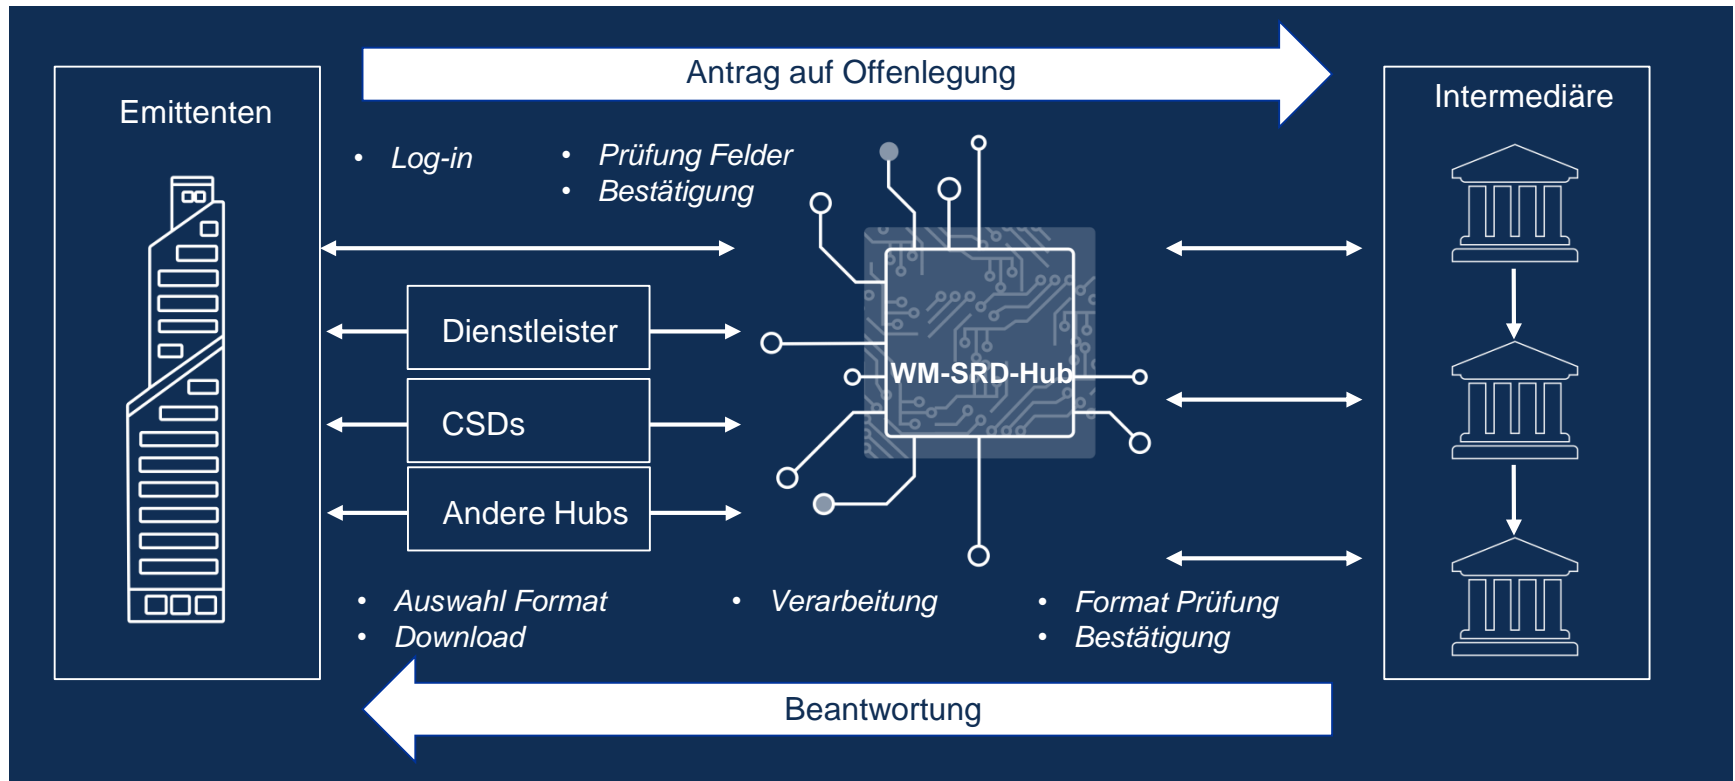 Antrag auf Offenlegung
Emittenten
Intermediäre
• Log-in
• Prüfung Felder
• Bestätigung
Dienstleister
CSDs
Andere Hubs
WM-SRD-Hub
• Auswahl Format
• Download
• Verarbeitung
• Format Prüfung
• Bestätigung
Beantwortung